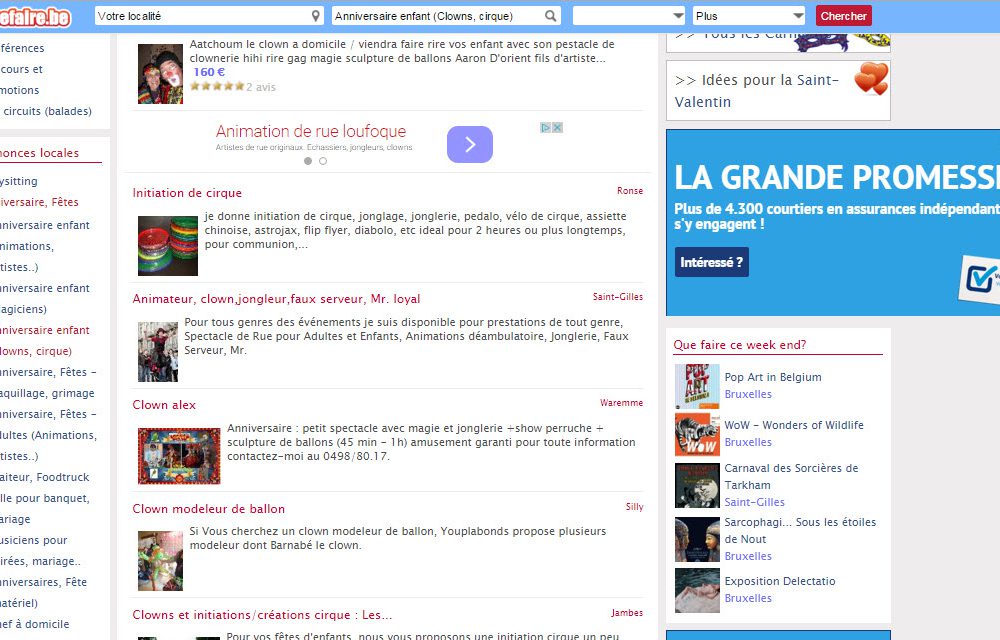 efaire.be
Votre localité
Anniversaire enfant (Clowns, cirque)
Plus
Chercher
férences
cours et
motions
circuits (balades)
nonces locales
ysitting
iversaire, Fêtes
nniversaire enfant
nimations,
tistes..)
nniversaire enfant
agiciens)
nniversaire enfant
lowns, cirque)
nniversaire, Fêtes -
aquillage, grimage
nniversaire, Fêtes -
dultes (Animations,
tistes..)
aiteur, Foodtruck
lle pour banquet,
ariage
usiciens pour
irées, mariage..
nniversaires, Fête
atériel)
hef à domicile
Aatchoum le clown a domicile / viendra faire rire vos enfant avec son pestacle de
clownerie hihi rire gag magie sculpture de ballons Aaron D'orient fils d'artiste...
160 €
2 avis
Animation de rue loufoque
Artistes de rue originaux. Echassiers, jongleurs, clowns.
Initiation de cirque
Ronse
je donne initiation de cirque, jonglage, jonglerie, pedalo, vélo de cirque, assiette
chinoise, astrojax, flip flyer, diabolo, etc ideal pour 2 heures ou plus longtemps,
pour communion,...
Animateur, clown,jongleur,faux serveur, Mr. loyal
Saint-Gilles
Pour tous genres des événements je suis disponible pour prestations de tout genre,
Spectacle de Rue pour Adultes et Enfants, Animations déambulatoire, Jonglerie, Faux
Serveur, Mr.
Clown alex
Waremme
Anniversaire : petit spectacle avec magie et jonglerie +show perruche +
sculpture de ballons (45 min - 1h) amusement garanti pour toute information
contactez-moi au 0498/80.17.
Clown modeleur de ballon
Silly
Si Vous cherchez un clown modeleur de ballon, Youplabonds propose plusieurs
modeleur dont Barnabé le clown.
Clowns et initiations/créations cirque : Les...
Jambes
Pour vos fêtes d'enfants, nous vous proposons une initiation cirque un peu
>> Tous les Carn
>> Idées pour la Saint-
Valentin
LA GRANDE PROMESSE
Plus de 4.300 courtiers en assurances indépendant
s'y engagent !
Intéressé ?
Que faire ce week end?
POP
ART
Pop Art in Belgium
Bruxelles
WOW
WoW - Wonders of Wildlife
Bruxelles
Carnaval des Sorcières de
Tarkham
Saint-Gilles
Sarcophagi... Sous les étoiles
de Nout
Bruxelles
Exposition Delectatio
Bruxelles